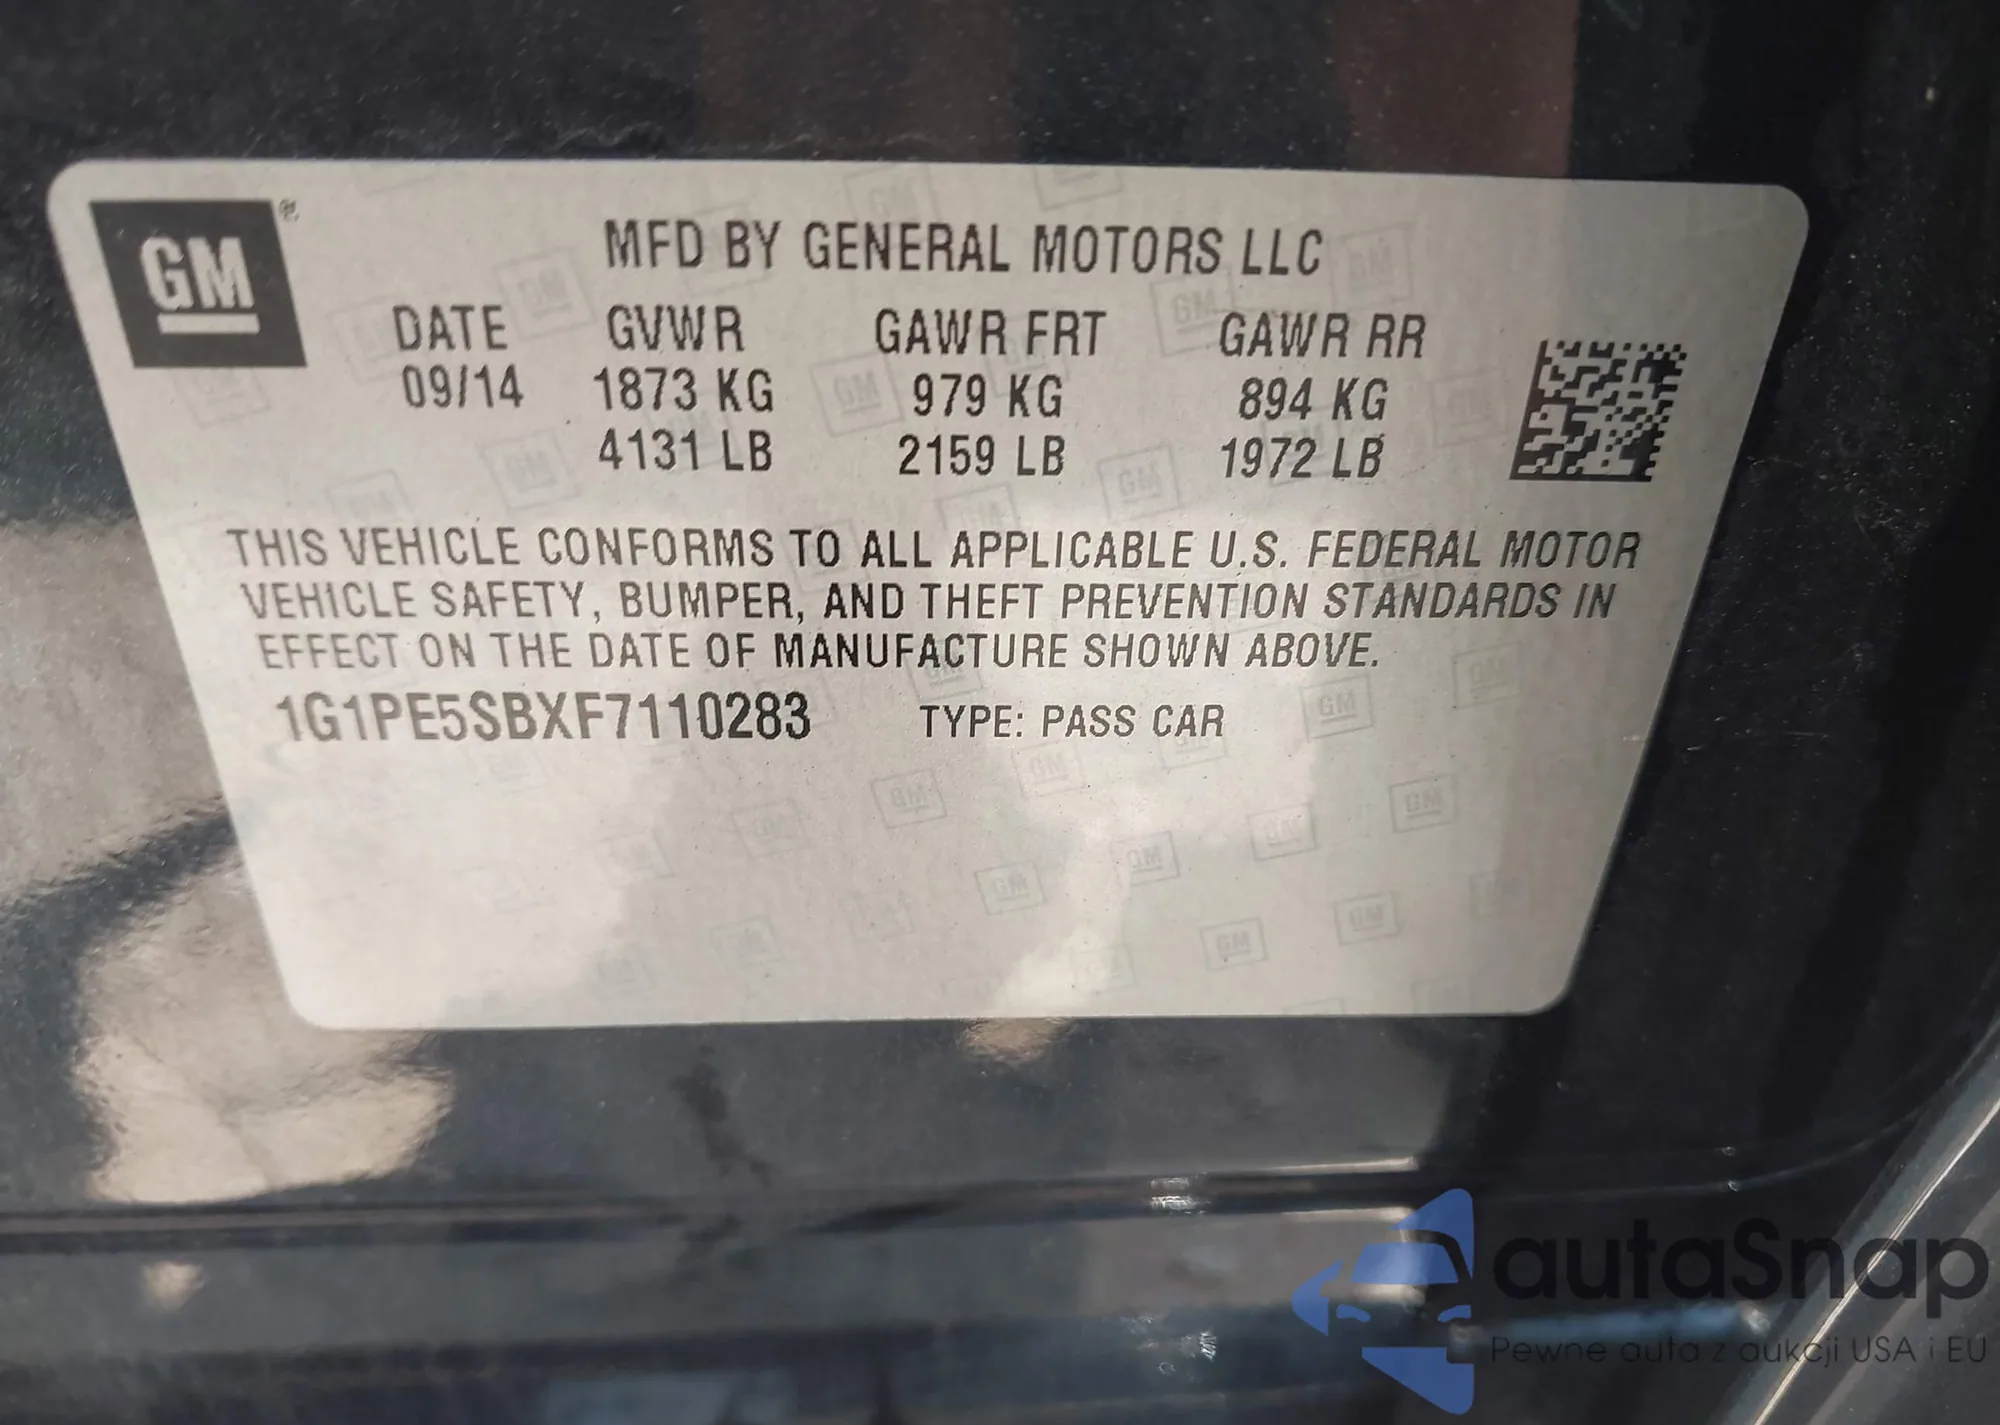 GM
MFD BY GENERAL MOTORS LLC
DATE GVWR GAWR FRT GAWR RR
09/14 1873 KG 979 KG 894 KG
4131 LB 2159 LB 1972 LB
THIS VEHICLE CONFORMS TO ALL APPLICABLE U.S. FEDERAL MOTOR
VEHICLE SAFETY, BUMPER, AND THEFT PREVENTION STANDARDS IN
EFFECT ON THE DATE OF MANUFACTURE SHOWN ABOVE.
1G1PE5SBXF7110283 TYPE: PASS CAR
autaSnap
Pewne auta z aukcji USA i EU